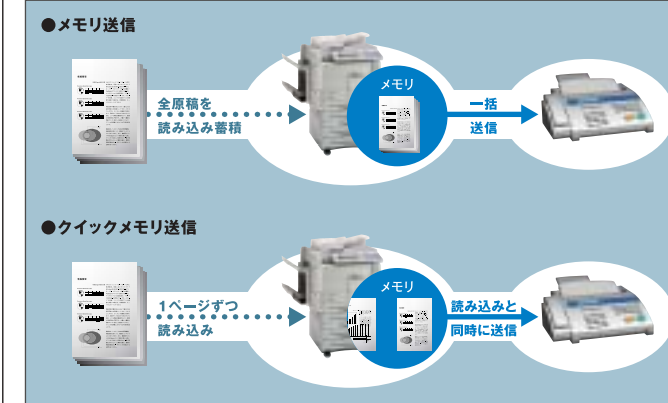 ●メモリ送信
メモリ
全原稿を
読み込み蓄積
一括
送信
●クイックメモリ送信
メモリ
1ページずつ
読み込み
読み込みと
同時に送信